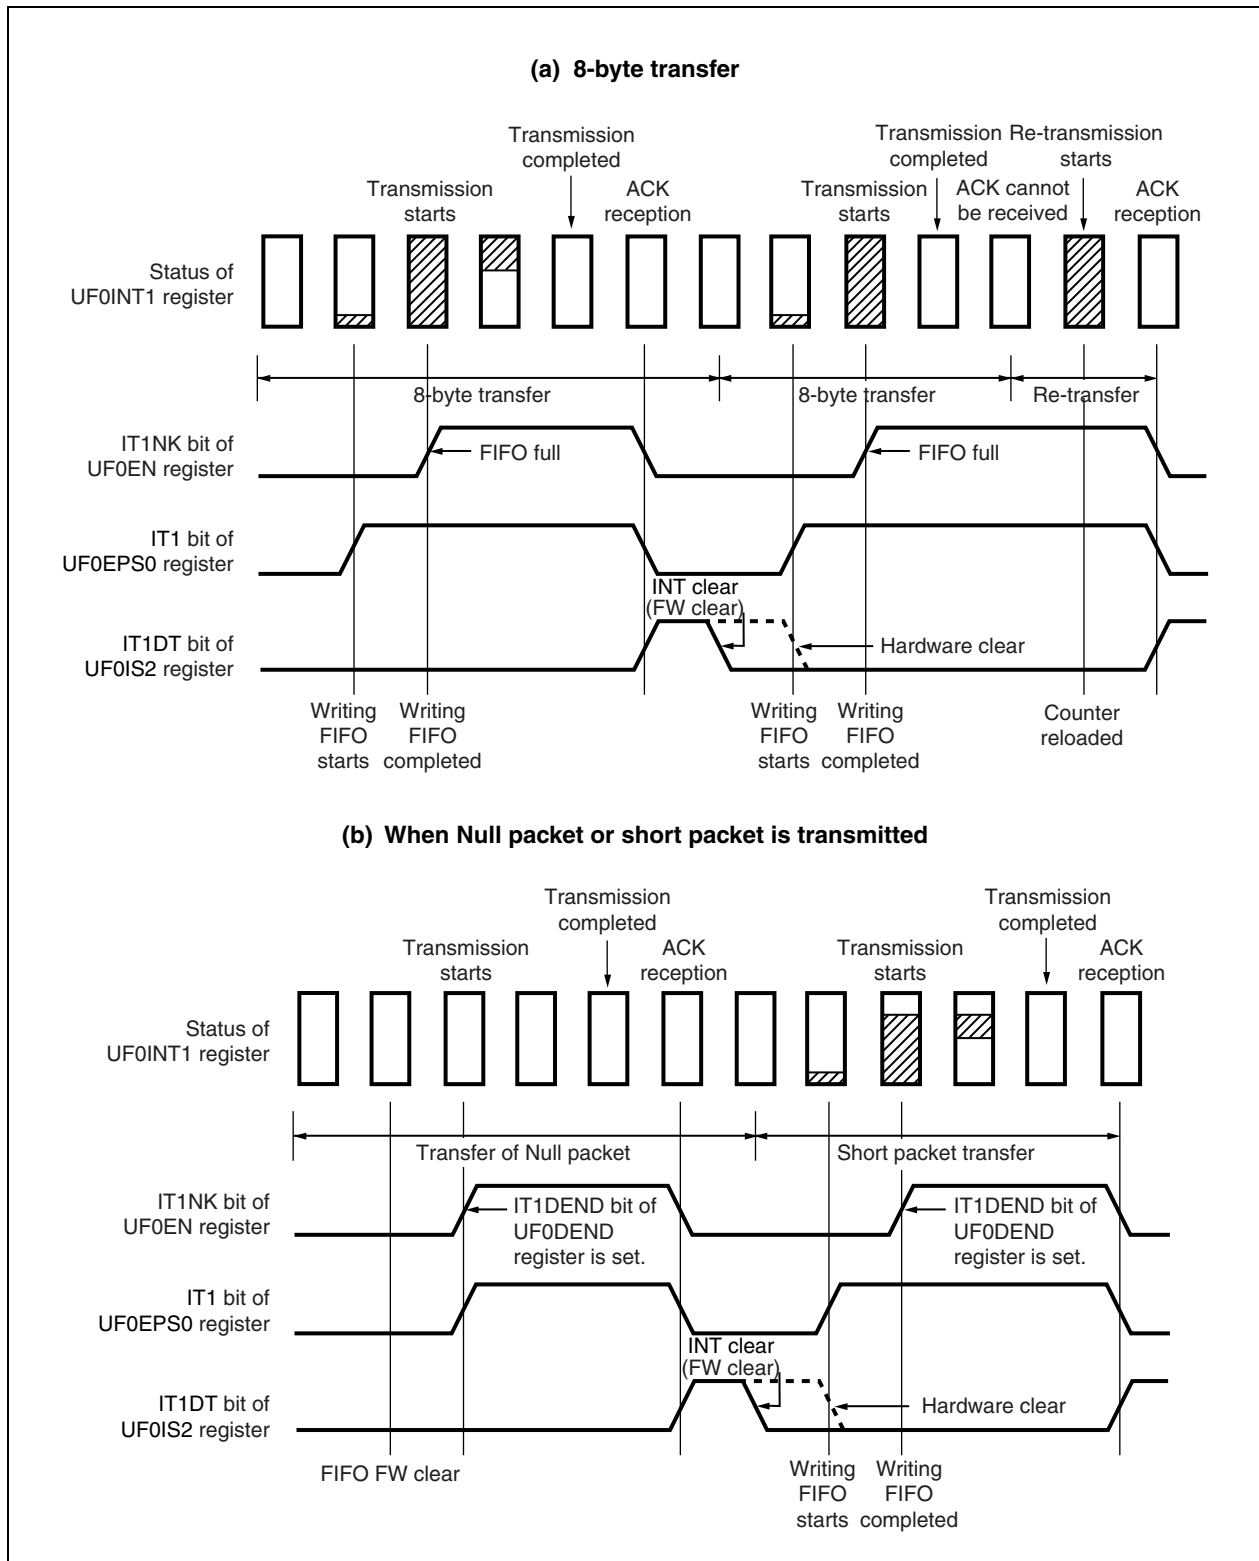 (a) 8-byte transfer
Transmission
completed
Transmission
completed
Re-transmission
starts
Transmission
starts
ACK
reception
Transmission
starts
ACK cannot
be received
ACK
reception
Status of
UF0INT1 register
8-byte transfer
8-byte transfer
Re-transfer
IT1NK bit of
UF0EN register
FIFO full
FIFO full
IT1 bit of
UF0EPS0 register
INT clear
(FW clear)
IT1DT bit of
UF0IS2 register
Hardware clear
Writing
FIFO
starts
Writing
FIFO
completed
Writing
FIFO
starts
Writing
FIFO
completed
Counter
reloaded
(b) When Null packet or short packet is transmitted
Transmission
completed
Transmission
completed
Transmission
starts
ACK
reception
Transmission
starts
ACK
reception
Status of
UF0INT1 register
Transfer of Null packet
Short packet transfer
IT1NK bit of
UF0EN register
IT1DEND bit of
UF0DEND
register is set.
IT1DEND bit of
UF0DEND
register is set.
IT1 bit of
UF0EPS0 register
INT clear
(FW clear)
IT1DT bit of
UF0IS2 register
Hardware clear
FIFO FW clear
Writing
FIFO
starts
Writing
FIFO
completed